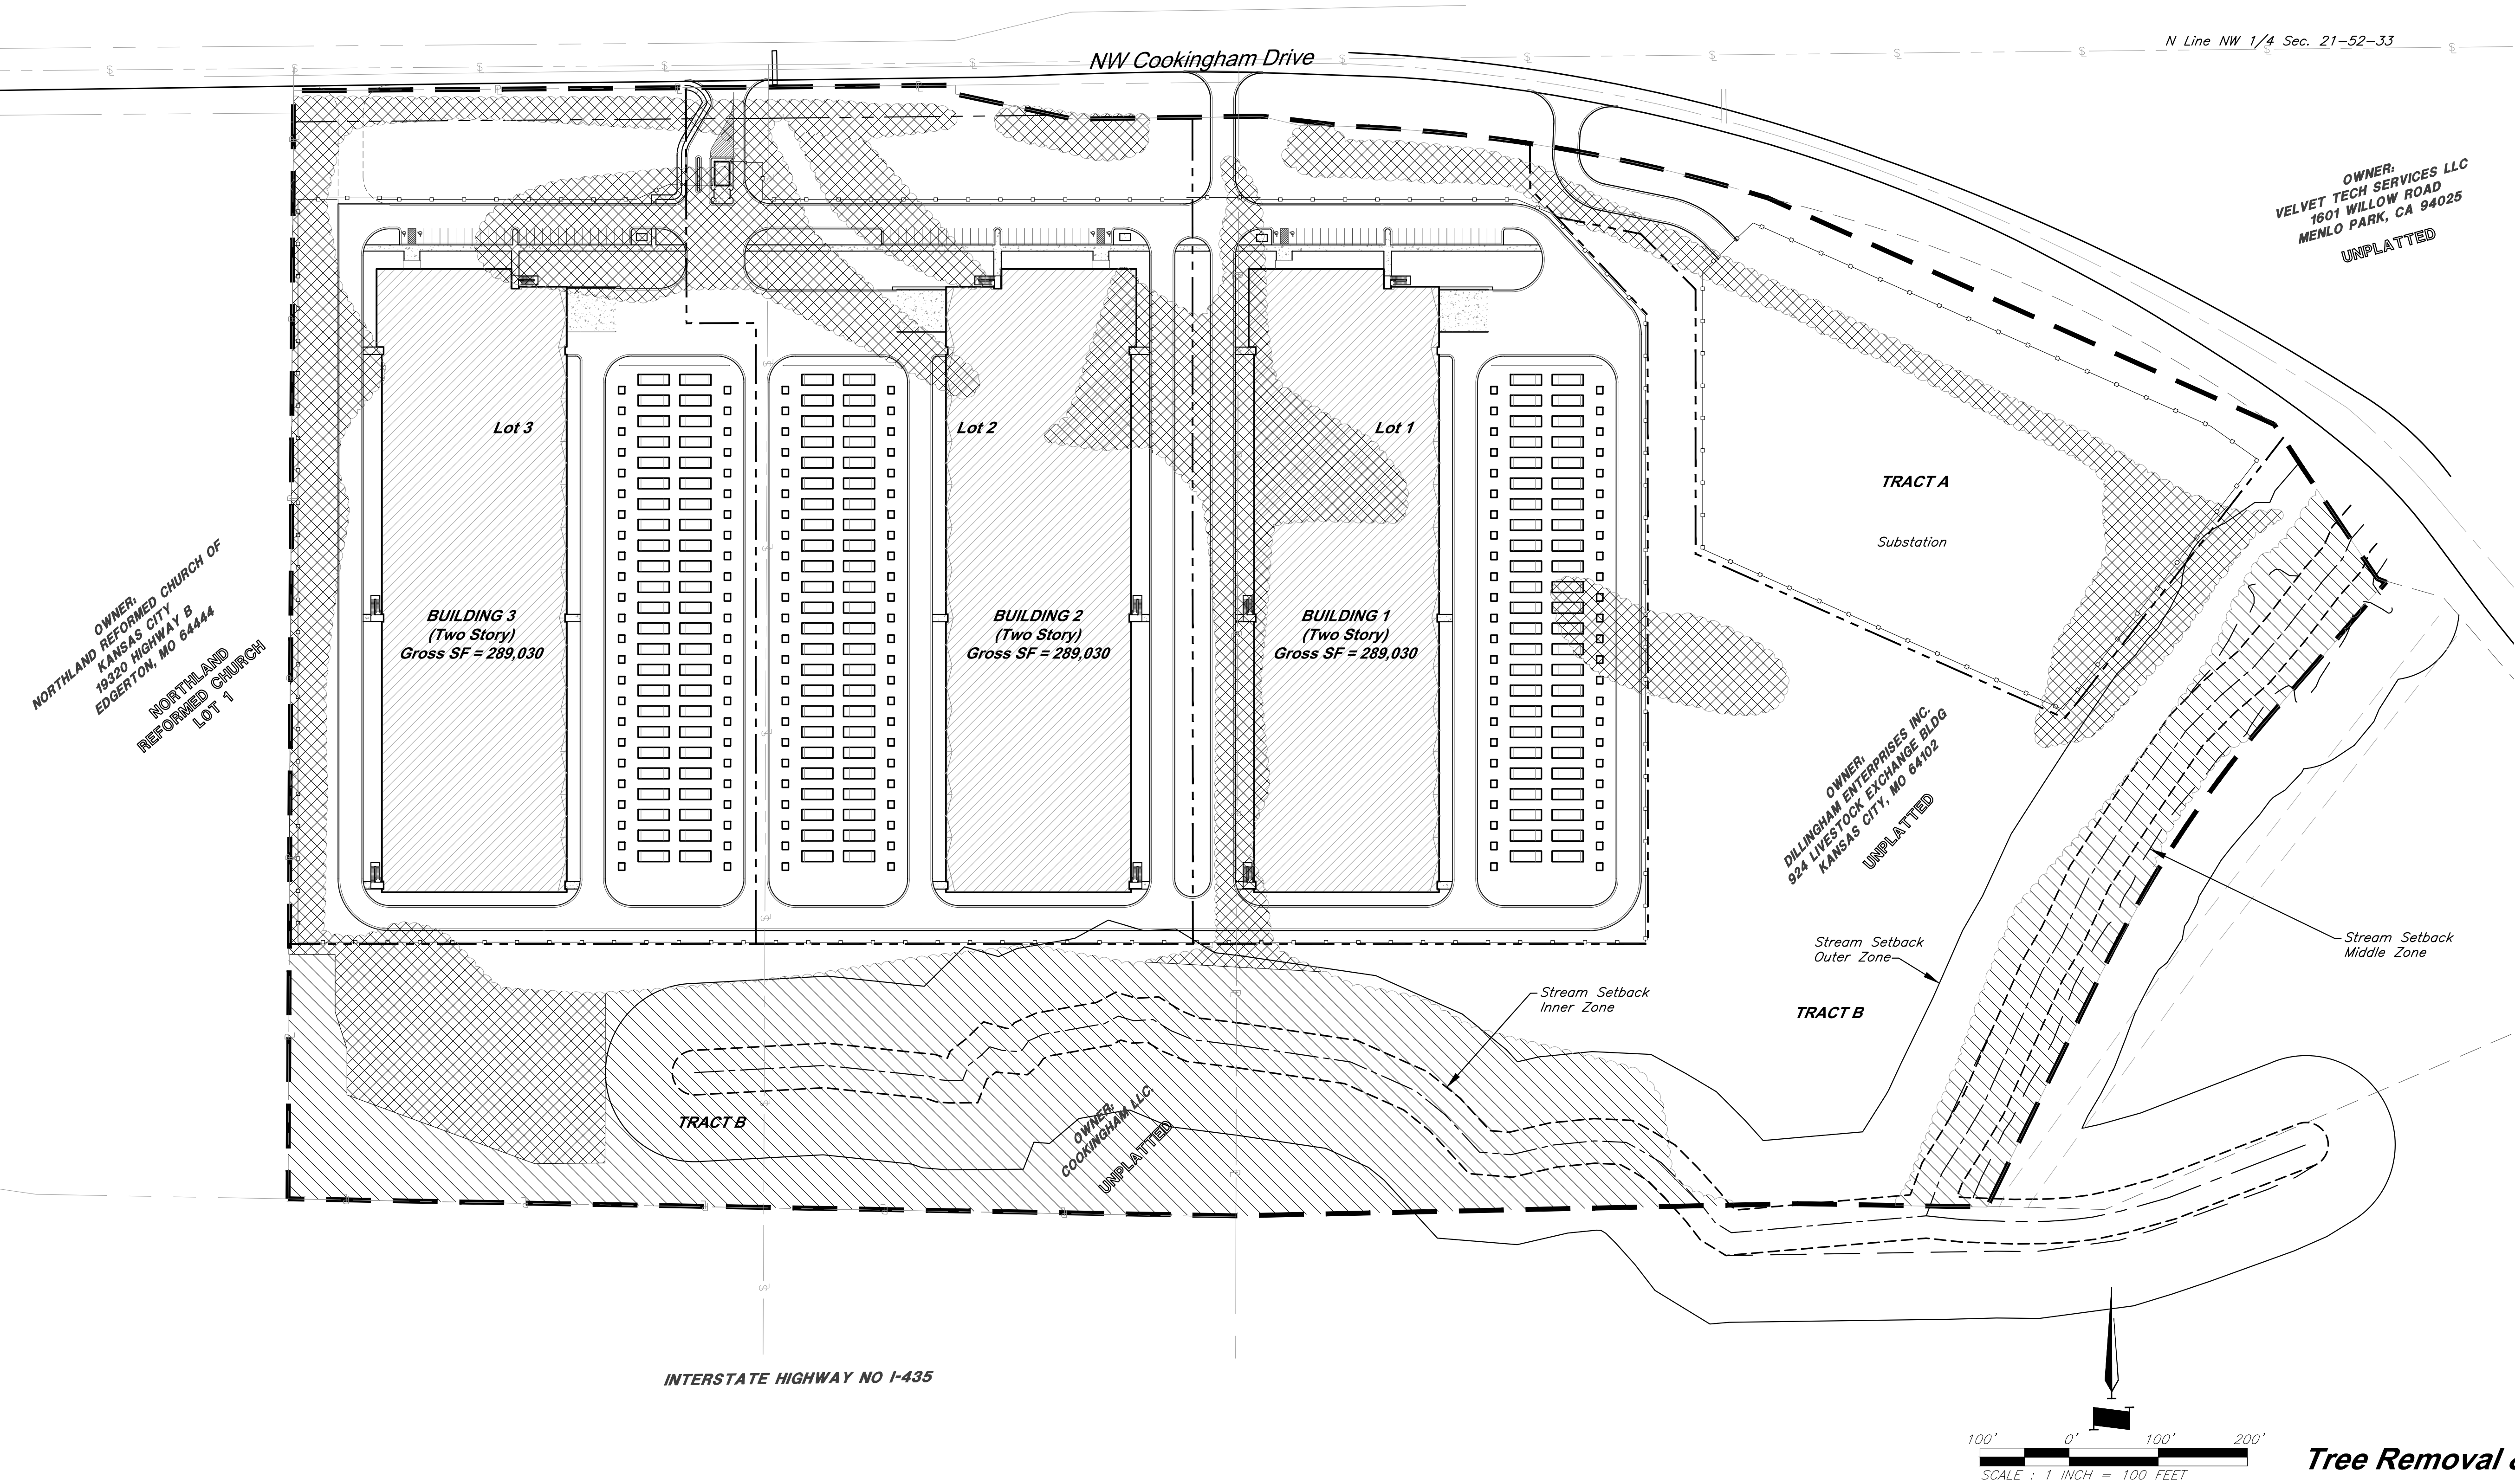 N Line NW 1/4 Sec. 21-52-33
NW Cookingham Drive
OWNER:
VELVET TECH SERVICES LLC
1601 WILLOW ROAD
MENLO PARK, CA 94025
UNPLATTED
Lot 3
Lot 2
Lot 1
TRACT A
Substation
OWNER:
NORTHLAND REFORMED CHURCH OF
KANSAS CITY
19320 HIGHWAY B
EDGERTON, MO 64444
NORTHLAND
REFORMED CHURCH
LOT 1
BUILDING 3
(Two Story)
Gross SF = 289,030
BUILDING 2
(Two Story)
Gross SF = 289,030
BUILDING 1
(Two Story)
Gross SF = 289,030
OWNER:
DILLINGHAM ENTERPRISES INC.
924 LIVESTOCK EXCHANGE BLDG
KANSAS CITY, MO 64102
UNPLATTED
Stream Setback
Outer Zone
Stream Setback
Middle Zone
Stream Setback
Inner Zone
TRACT B
TRACT B
OWNER:
COOKINGHAM LLC.
UNPLATTED
INTERSTATE HIGHWAY NO I-435
100' 0' 100' 200'
SCALE : 1 INCH = 100 FEET
Tree Removal